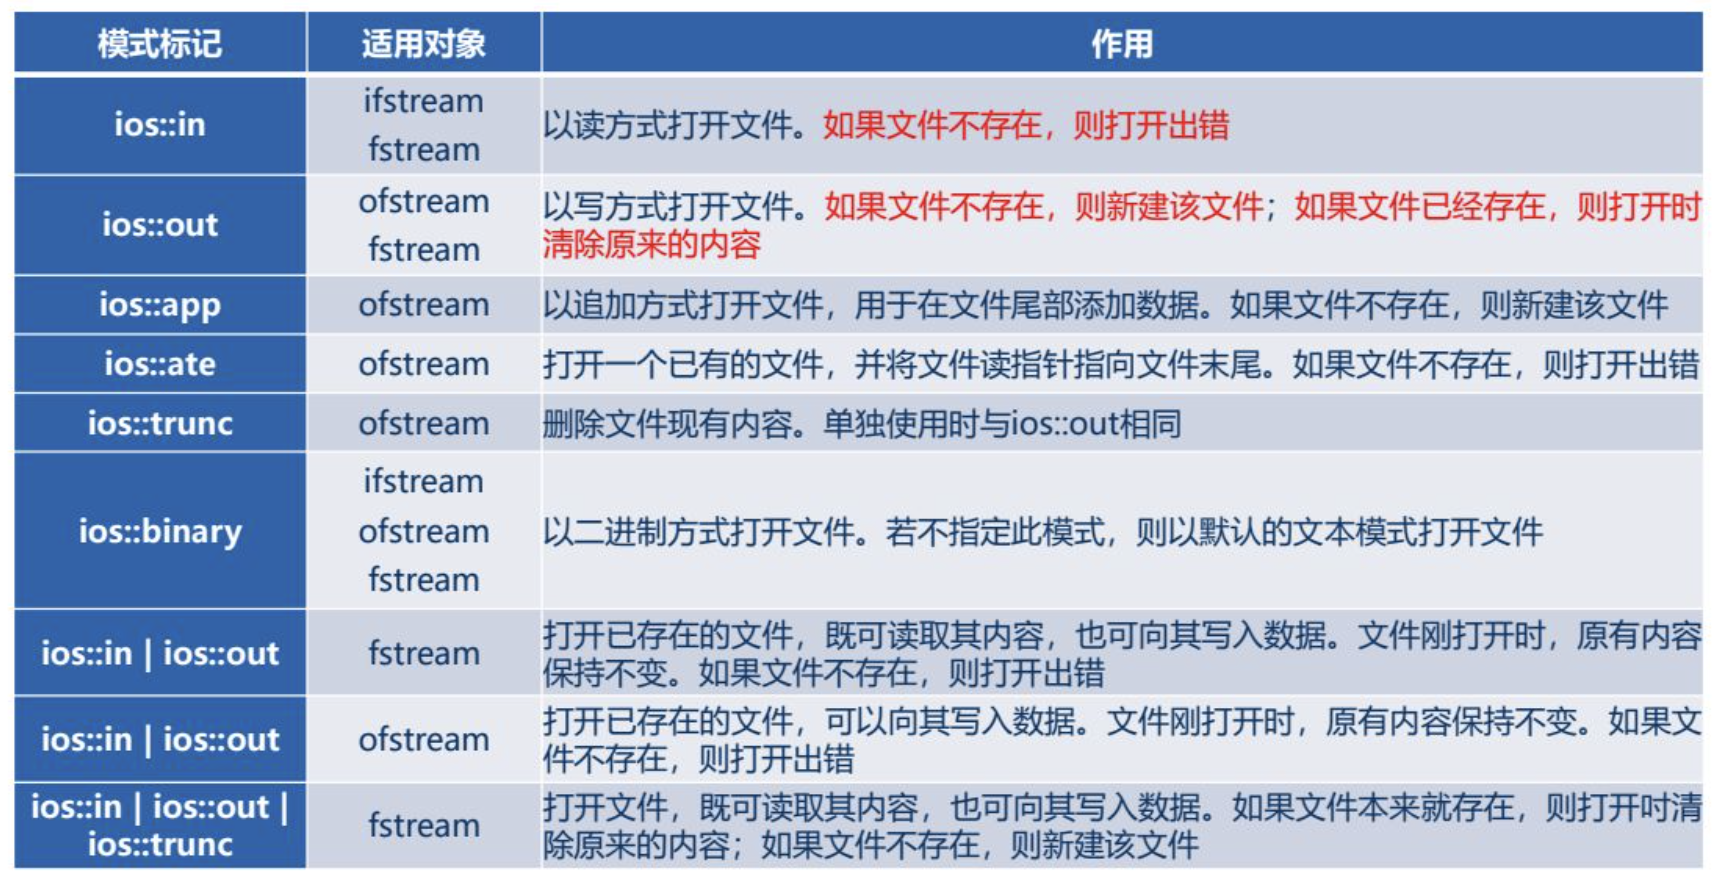 模式标记 适用对象 作用
ios::in ifstream
fstream 以读方式打开文件。如果文件不存在，则打开出错
ios::out ofstream
fstream 以写方式打开文件。如果文件不存在，则新建该文件；如果文件已经存在，则打开时
清除原来的内容
ios::app ofstream 以追加方式打开文件，用于在文件尾部添加数据。如果文件不存在，则新建该文件
ios::ate ofstream 打开一个已有的文件，并将文件读指针指向文件末尾。如果文件不存在，则打开出错
ios::trunc ofstream 删除文件现有内容。单独使用时与ios::out相同
ios::binary ifstream
ofstream
fstream 以二进制方式打开文件。若不指定此模式，则以默认的文本模式打开文件
ios::in | ios::out fstream 打开已存在的文件，既可读取其内容，也可向其写入数据。文件刚打开时，原有内容
保持不变。如果文件不存在，则打开出错
ios::in | ios::out ofstream 打开已存在的文件，可以向其写入数据。文件刚打开时，原有内容保持不变。如果文
件不存在，则打开出错
ios::in | ios::out |
ios::trunc fstream 打开文件，既可读取其内容，也可向其写入数据。如果文件本来就存在，则打开吋清
除原来的内容；如果文件不存在，则新建该文件